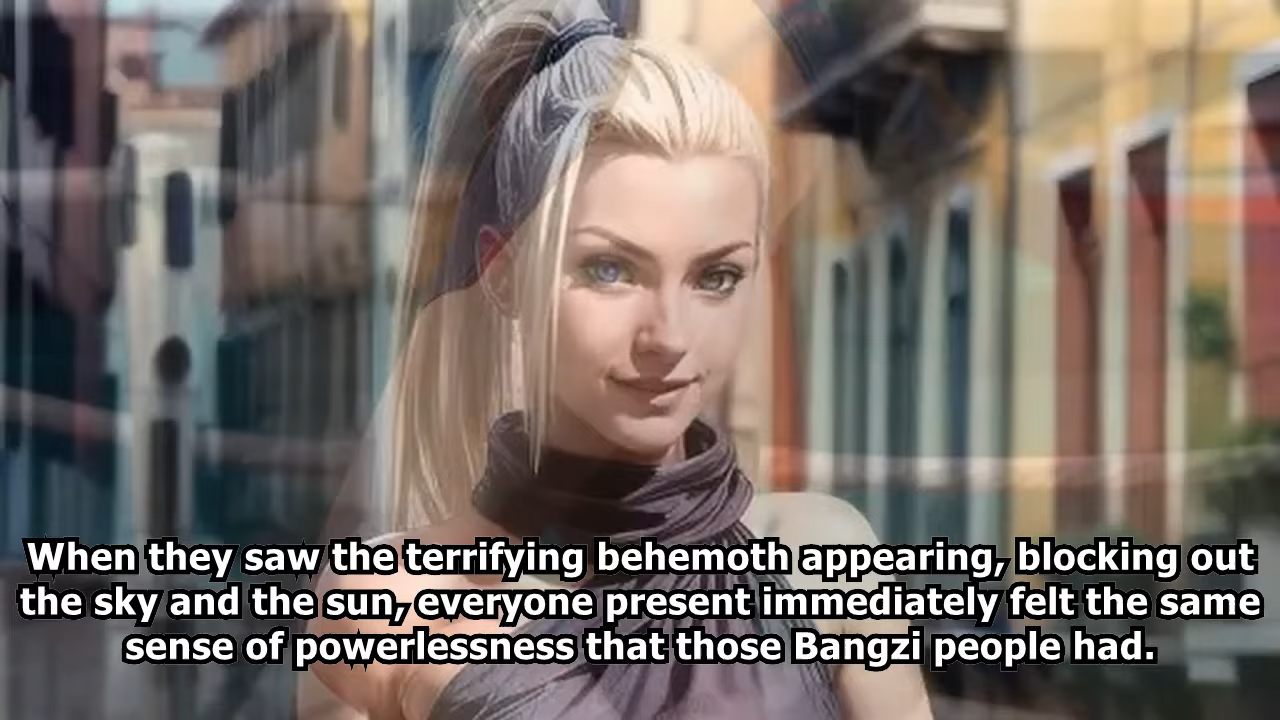 When they saw the terrifying behemoth appearing, blocking out
the sky and the sun, everyone present immediately felt the same
sense of powerlessness that those Bangzi people had.